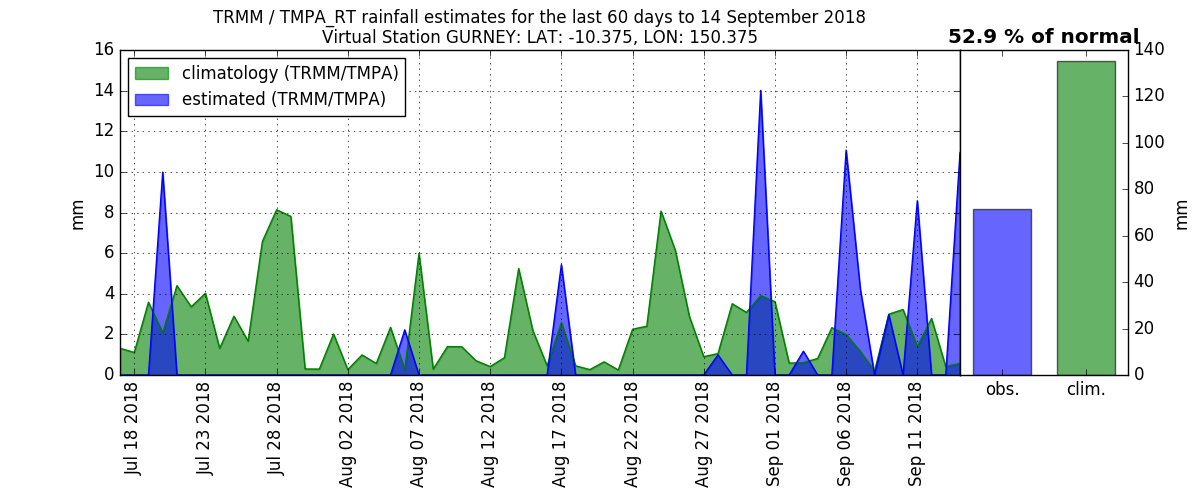 TRMM / TMPA_RT rainfall estimates for the last 60 days to 14 September 2018
Virtual Station GURNEY: LAT: -10.375, LON: 150.375
52.9 % of normal
climatology (TRMM/TMPA)
estimated (TRMM/TMPA)
16
14
12
10
8
6
4
2
0
mm
Jul 18 2018
Jul 23 2018
Jul 28 2018
Aug 02 2018
Aug 07 2018
Aug 12 2018
Aug 17 2018
Aug 22 2018
Aug 27 2018
Sep 01 2018
Sep 06 2018
Sep 11 2018
obs.
clim.
140
120
100
80
60
40
20
0
mm